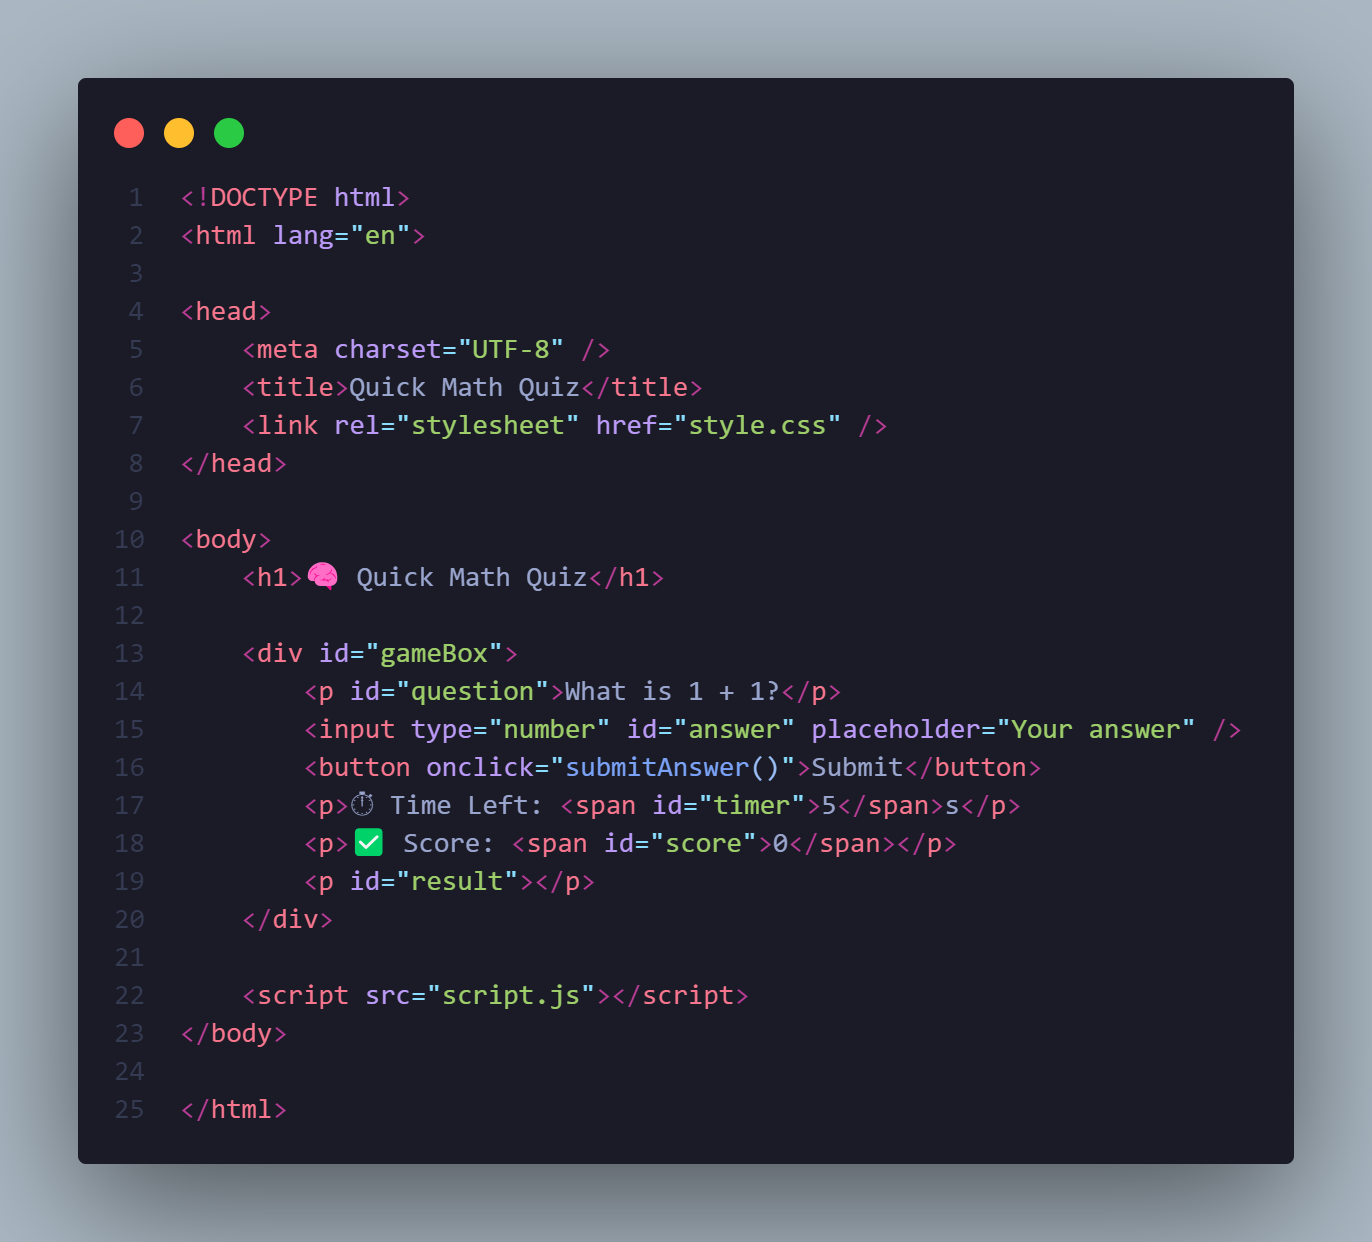 1 <!DOCTYPE html>
2 <html lang="en">
3
4 <head>
5     <meta charset="UTF-8" />
6     <title>Quick Math Quiz</title>
7     <link rel="stylesheet" href="style.css" />
8 </head>
9
10 <body>
11     <h1>🧠 Quick Math Quiz</h1>
12
13     <div id="gameBox">
14         <p id="question">What is 1 + 1?</p>
15         <input type="number" id="answer" placeholder="Your answer" />
16         <button onclick="submitAnswer()">Submit</button>
17         <p>⏱ Time Left: <span id="timer">5</span>s</p>
18         <p>✅ Score: <span id="score">0</span></p>
19         <p id="result"></p>
20     </div>
21
22     <script src="script.js"></script>
23 </body>
24
25 </html>